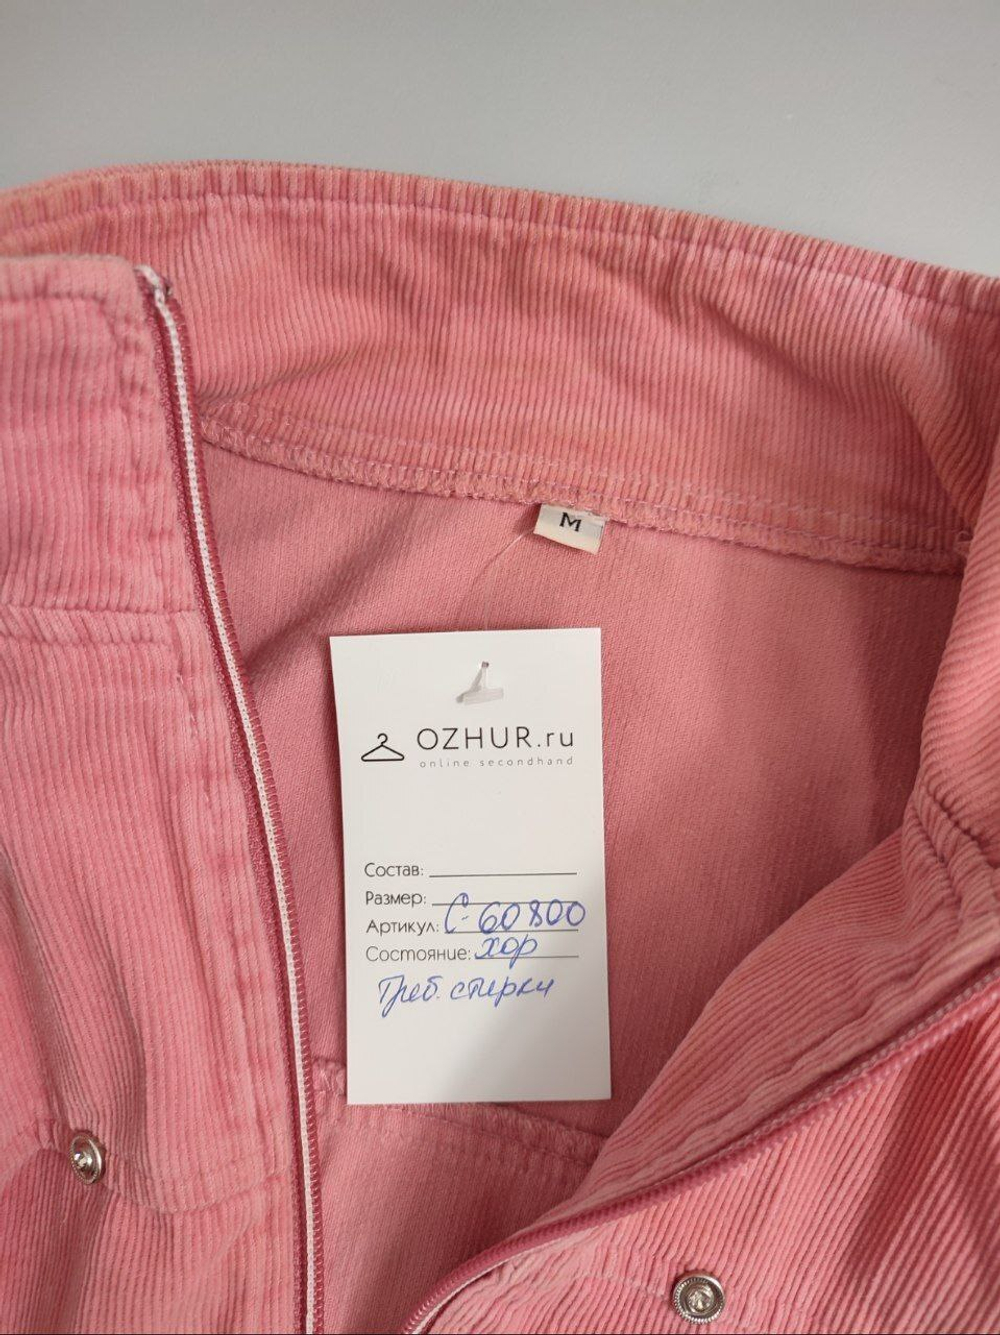 M
OZHUR.ru
online secondhand
Состав:
Размер:
Артикул: С-60800
Состояние: хор
Треб. стирки